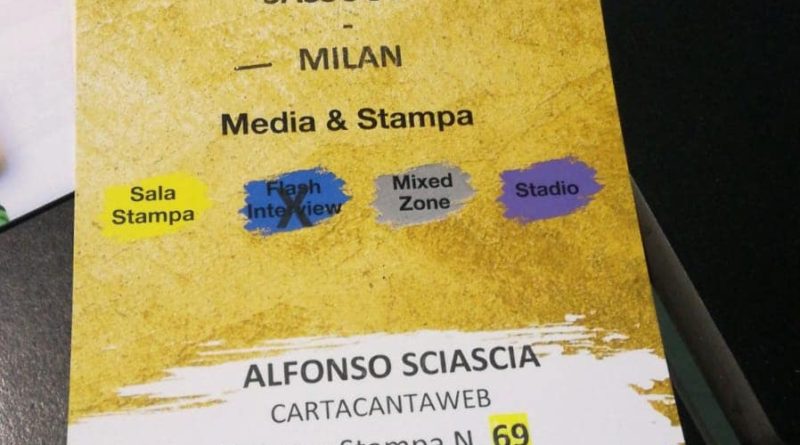 -
MILAN
Media & Stampa
Sala
Stampa
Flash
Interview
X
Mixed
Zone
Stadio
ALFONSO SCIASCIA
CARTACANTAWEB
Stampa N. 69